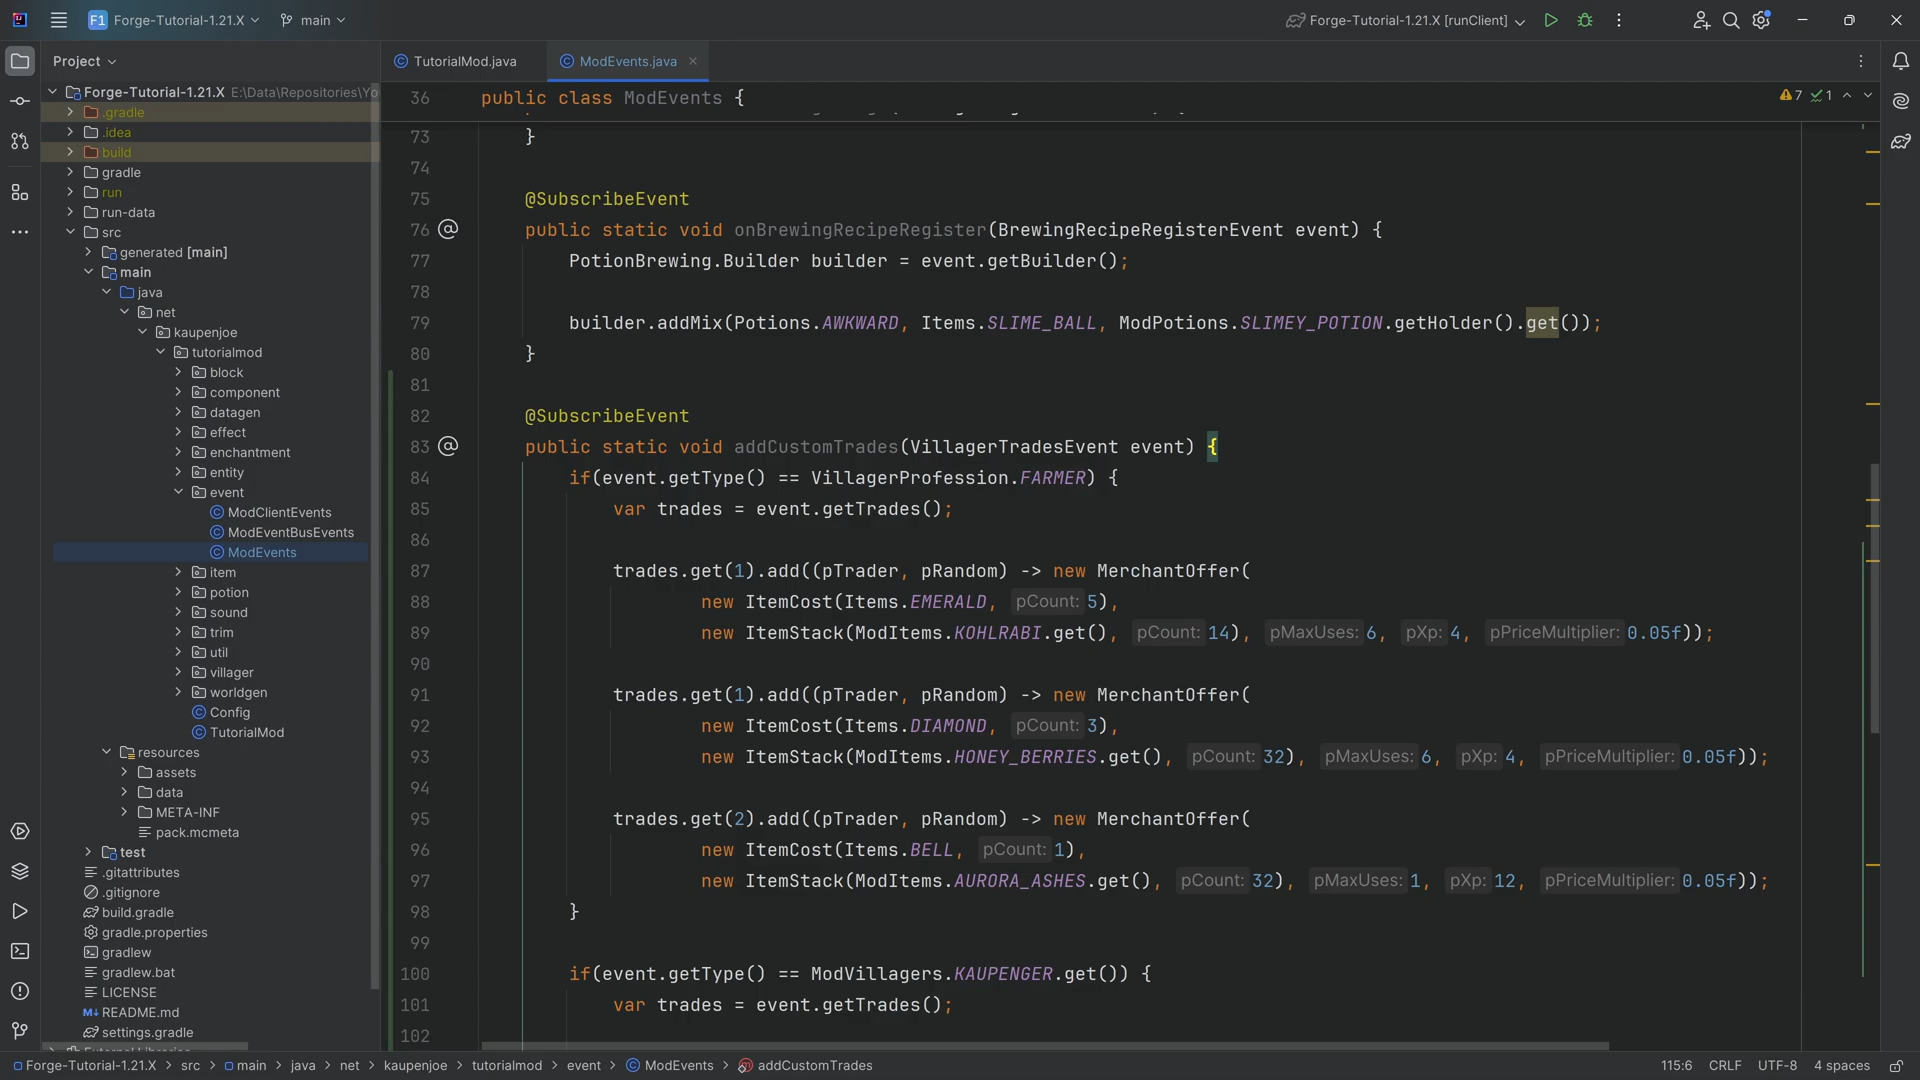 F1 Forge-Tutorial-1.21.X main Forge-Tutorial-1.21.X [runClient]
Project TutorialMod.java ModEvents.java
Forge-Tutorial-1.21.X E:\Data\Repositories\Yo
.gradle
.idea
build
gradle
run
run-data
src
generated [main]
main
java
net
kaupenjoe
tutorialmod
block
component
datagen
effect
enchantment
entity
event
ModClientEvents
ModEventBusEvents
ModEvents
item
potion
sound
trim
util
villager
worldgen
Config
TutorialMod
resources
assets
data
META-INF
pack.mcmeta
test
.gitattributes
.gitignore
build.gradle
gradle.properties
gradlew
gradlew.bat
LICENSE
M↓ README.md
settings.gradle
36 public class ModEvents { 7 1
73 }
74
75 @SubscribeEvent
76 @ public static void onBrewingRecipeRegister(BrewingRecipeRegisterEvent event) {
77 PotionBrewing.Builder builder = event.getBuilder();
78
79 builder.addMix(Potions.AWKWARD, Items.SLIME_BALL, ModPotions.SLIMEY_POTION.getHolder().get());
80 }
81
82 @SubscribeEvent
83 @ public static void addCustomTrades(VillagerTradesEvent event) {
84 if(event.getType() == VillagerProfession.FARMER) {
85 var trades = event.getTrades();
86
87 trades.get(1).add((pTrader, pRandom) -> new MerchantOffer(
88 new ItemCost(Items.EMERALD, pCount: 5),
89 new ItemStack(ModItems.KOHLRABI.get(), pCount: 14), pMaxUses: 6, pXp: 4, pPriceMultiplier: 0.05f));
90
91 trades.get(1).add((pTrader, pRandom) -> new MerchantOffer(
92 new ItemCost(Items.DIAMOND, pCount: 3),
93 new ItemStack(ModItems.HONEY_BERRIES.get(), pCount: 32), pMaxUses: 6, pXp: 4, pPriceMultiplier: 0.05f));
94
95 trades.get(2).add((pTrader, pRandom) -> new MerchantOffer(
96 new ItemCost(Items.BELL, pCount: 1),
97 new ItemStack(ModItems.AURORA_ASHES.get(), pCount: 32), pMaxUses: 1, pXp: 12, pPriceMultiplier: 0.05f));
98 }
99
100 if(event.getType() == ModVillagers.KAUPENGER.get()) {
101 var trades = event.getTrades();
102
Forge-Tutorial-1.21.X > src > main > java > net > kaupenjoe > tutorialmod > event > ModEvents > addCustomTrades 115:6 CRLF UTF-8 4 spaces